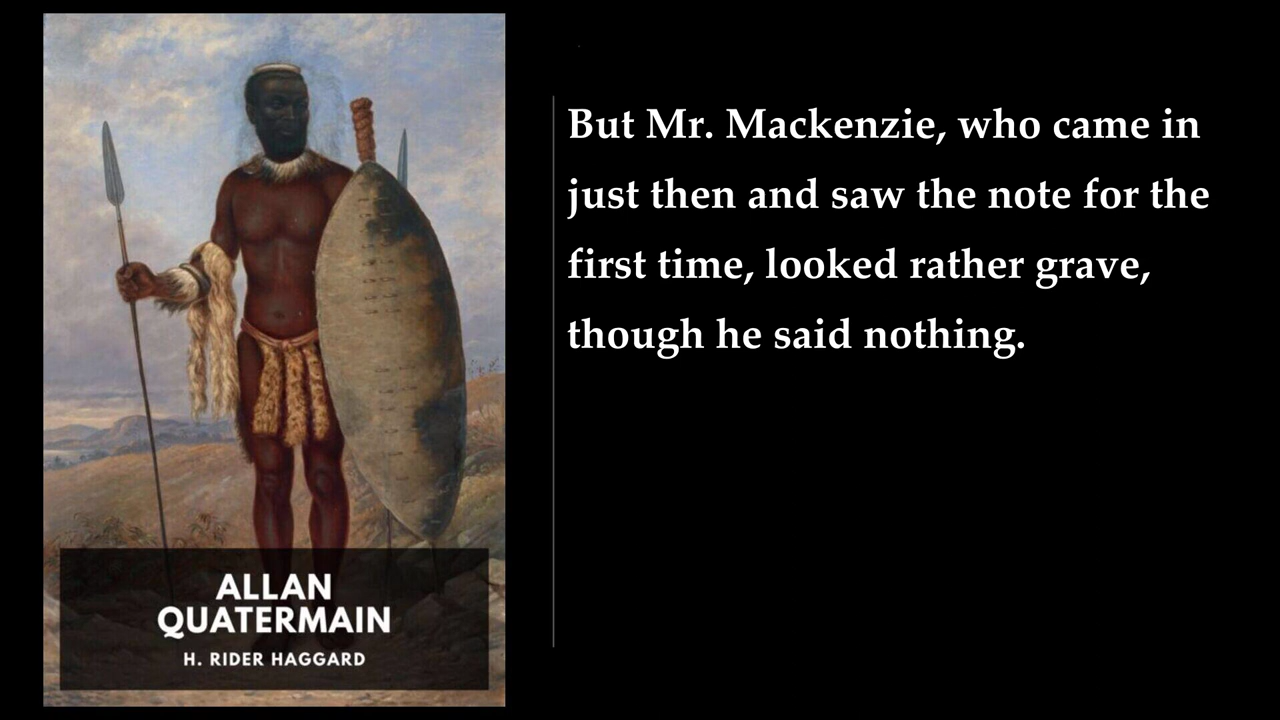 ALLAN
QUATERMAIN
H. RIDER HAGGARD
But Mr. Mackenzie, who came in
just then and saw the note for the
first time, looked rather grave,
though he said nothing.